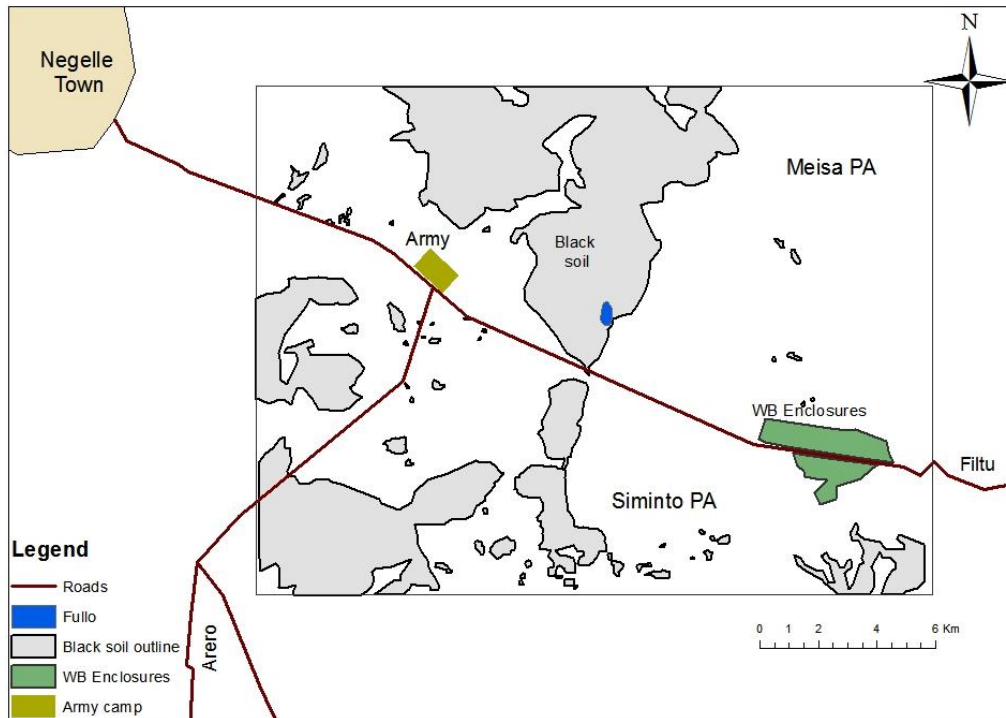 Negelle
Town
N
Meisa PA
Army
Black
soil
WB Enclosures
Filtu
Siminto PA
Legend
Roads
Fullo
Black soil outline
WB Enclosures
Army camp
Arero
0 1 2 4 6 Km